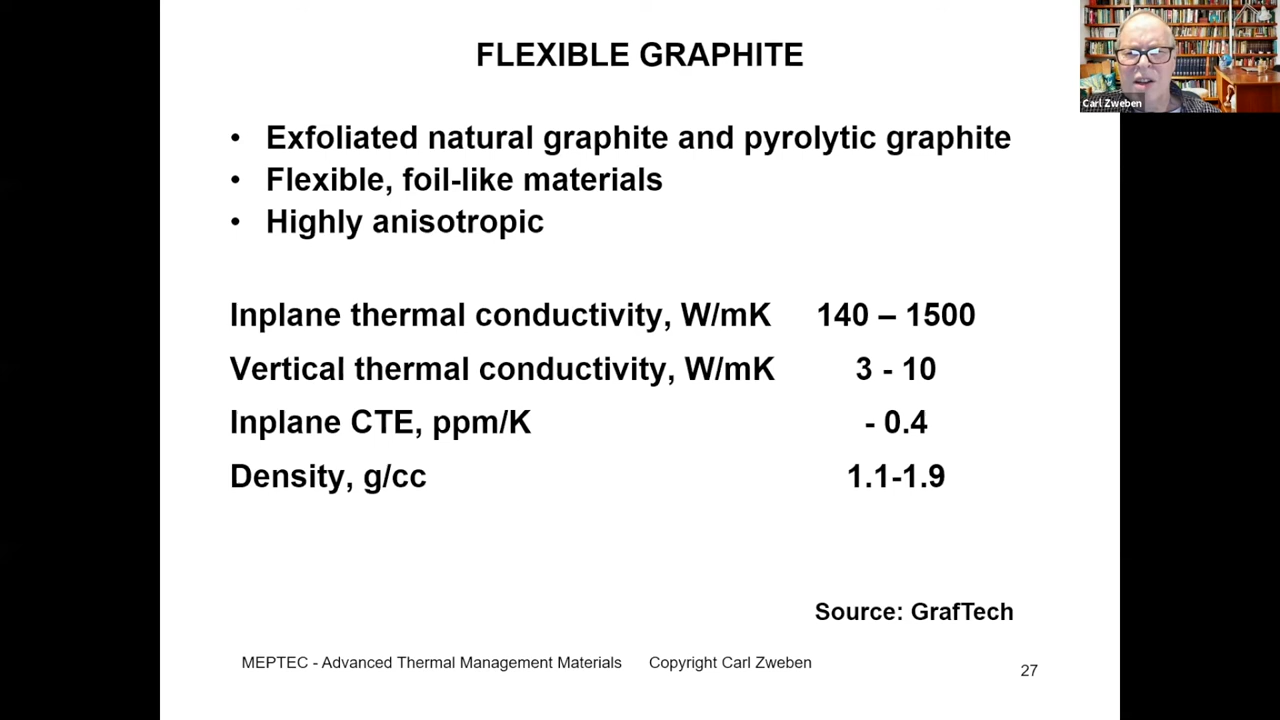 FLEXIBLE GRAPHITE
Carl Zweben
• Exfoliated natural graphite and pyrolytic graphite
• Flexible, foil-like materials
• Highly anisotropic
Inplane thermal conductivity, W/mK 140 – 1500
Vertical thermal conductivity, W/mK 3 - 10
Inplane CTE, ppm/K - 0.4
Density, g/cc 1.1-1.9
Source: GrafTech
MEPTEC - Advanced Thermal Management Materials Copyright Carl Zweben
27